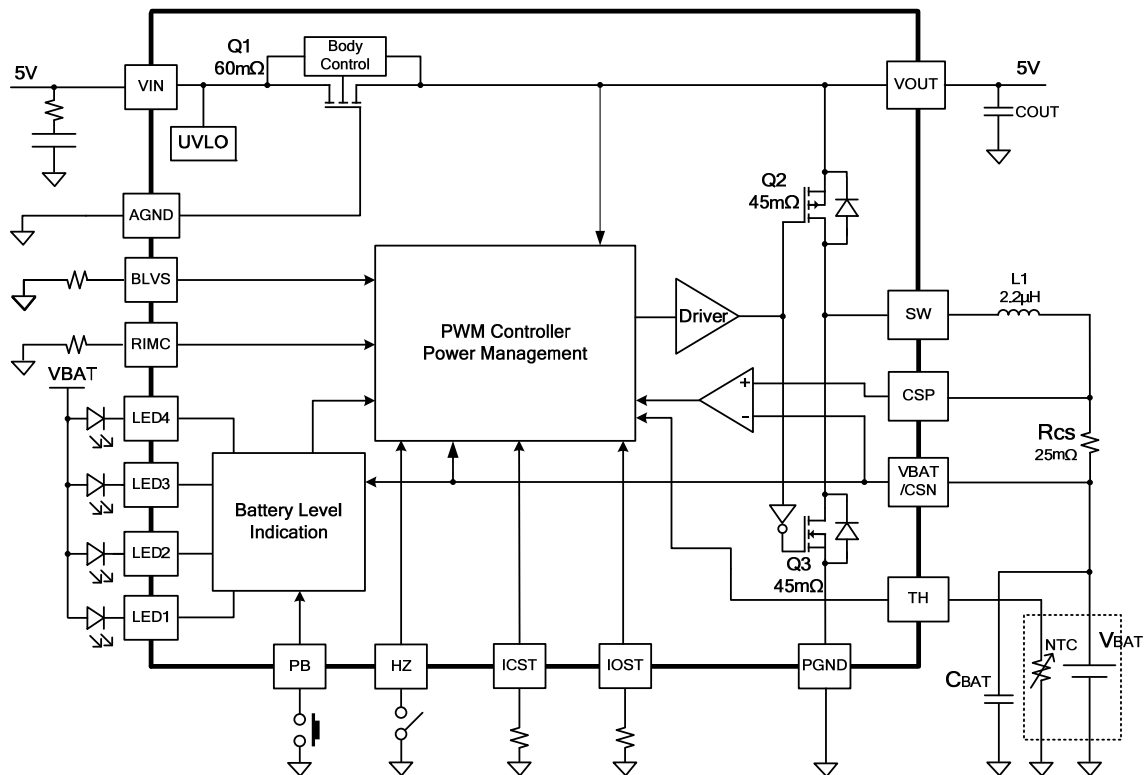 Q1
60mΩ
Body
Control
5V
VIN
VOUT
5V
COUT
UVLO
AGND
Q2
45mΩ
BLVS
L1
2.2µH
PWM Controller
Power Management
Driver
SW
RIMC
VBAT
+
CSP
-
LED4
Rcs
25mΩ
LED3
VBAT
/CSN
Battery Level
Indication
LED2
Q3
45mΩ
LED1
TH
PB
HZ
ICST
IOST
PGND
NTC
VBAT
CBAT